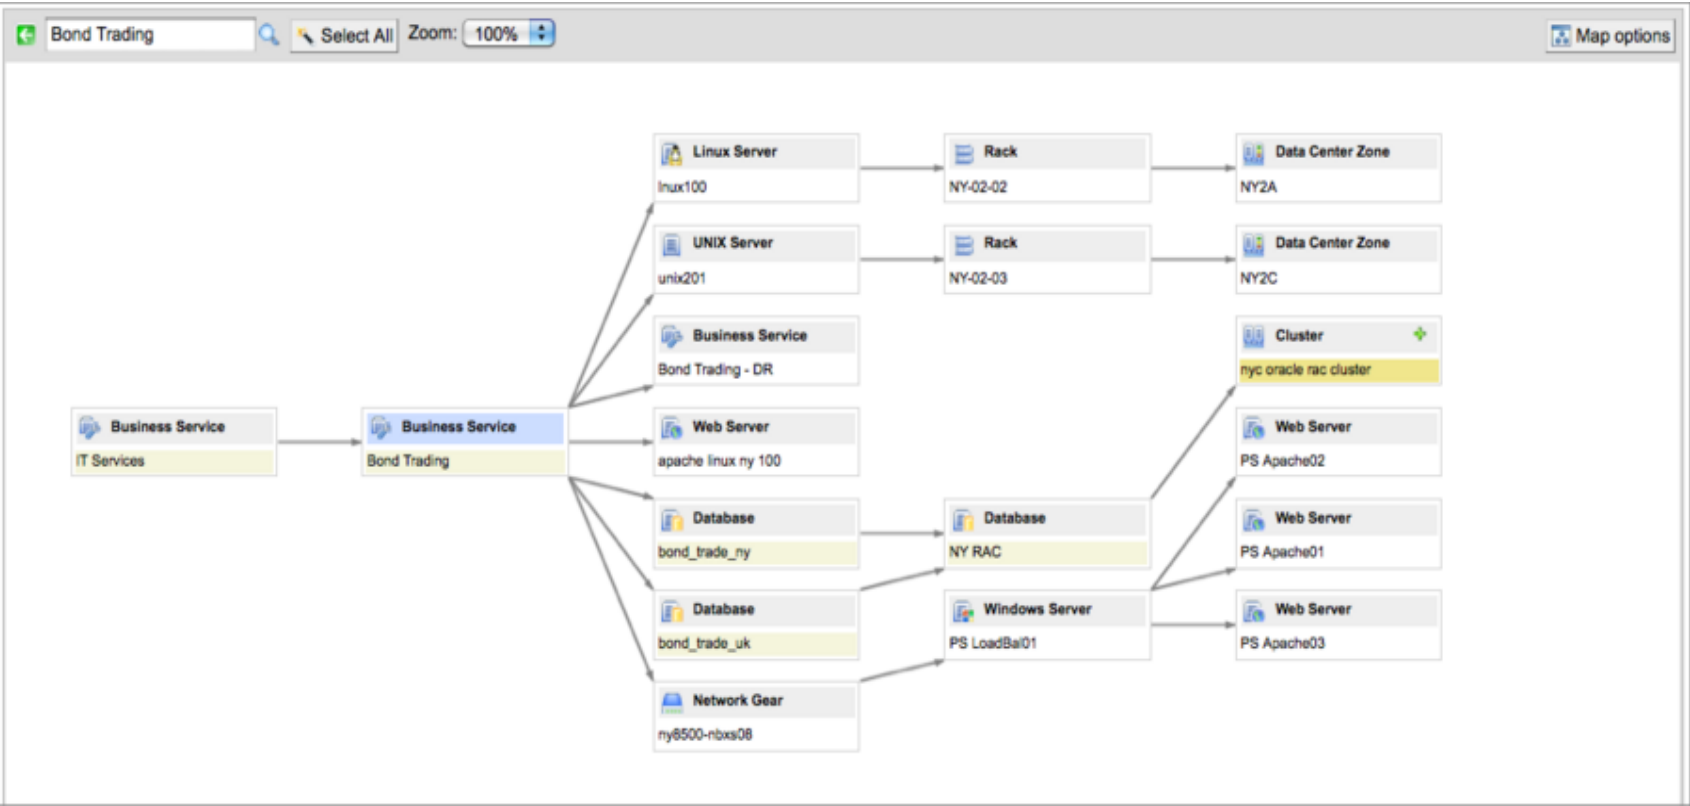 Bond Trading
Select All
Zoom:
100%
Map options
Linux Server
lnux100
Rack
NY-02-02
Data Center Zone
NY2A
UNIX Server
unix201
Rack
NY-02-03
Data Center Zone
NY2C
Business Service
Bond Trading - DR
Cluster
nyc oracle rac cluster
Business Service
IT Services
Business Service
Bond Trading
Web Server
apache linux ny 100
Web Server
PS Apache02
Database
bond_trade_ny
Database
NY RAC
Web Server
PS Apache01
Database
bond_trade_uk
Windows Server
PS LoadBal01
Web Server
PS Apache03
Network Gear
ny8500-nbxs08